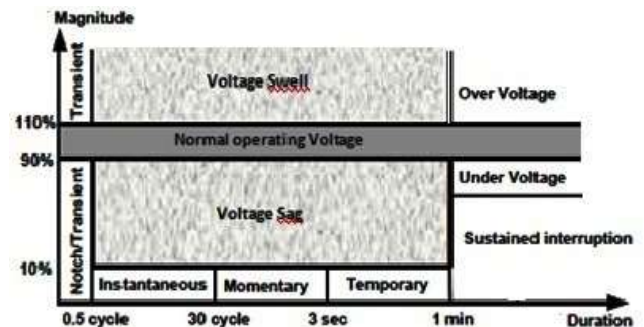 Magnitude
Transient
Voltage Swell
Over Voltage
110%
Normal operating Voltage
90%
Notch/Transient
Under Voltage
Voltage Sag
Sustained interruption
10%
Instantaneous
Momentary
Temporary
0.5 cycle
30 cycle
3 sec
1 min
Duration